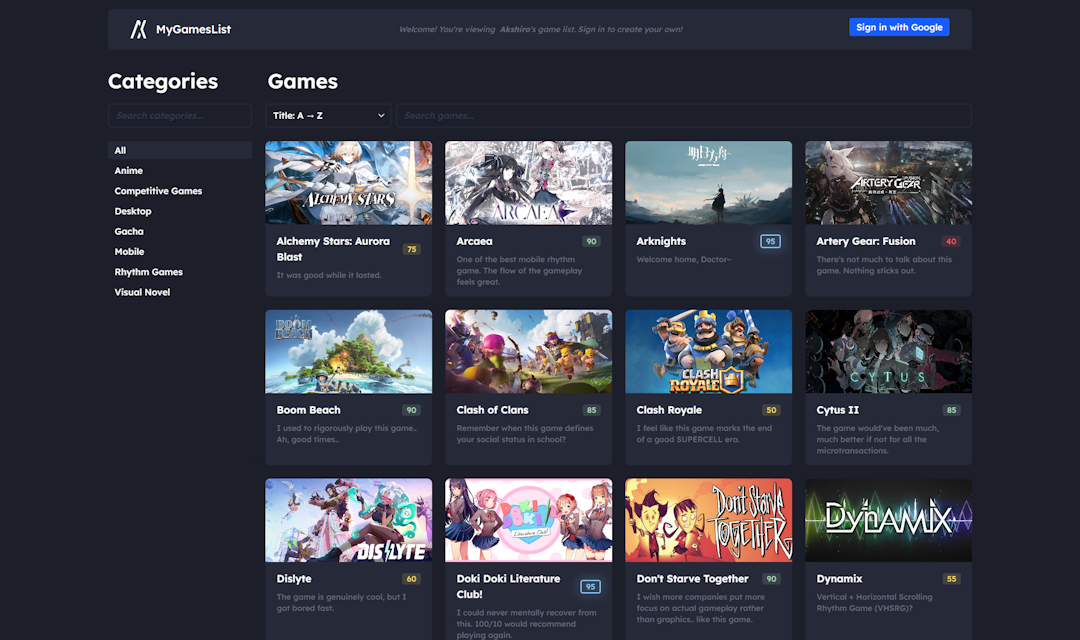 MyGamesList
Welcome! You're viewing Akshiro's game list. Sign in to create your own!
Sign in with Google
Categories
Games
Search categories...
Title: A → Z
Search games...
All
Anime
Competitive Games
Desktop
Gacha
Mobile
Rhythm Games
Visual Novel
ALCHEMY STARS
ARCAEA
明日方舟
ARTERY GEAR
FUSION
Alchemy Stars: Aurora
Blast
75
It was good while it lasted.
Arcaea
90
One of the best mobile rhythm
game. The flow of the gameplay
feels great.
Arknights
95
Welcome home, Doctor~
Artery Gear: Fusion
40
There's not much to talk about this
game. Nothing sticks out.
BOOM
BEACH
CLASH
ROYALE
CYTUS
Boom Beach
90
I used to rigorously play this game..
Ah, good times..
Clash of Clans
85
Remember when this game defines
your social status in school?
Clash Royale
50
I feel like this game marks the end
of a good SUPERCELL era.
Cytus II
85
The game would've been much,
much better if not for all the
microtransactions.
DISLYTE
DOKI
DOKI
Literature Club!
Don't Starve
TOGETHER
DYNAMIX
Dislyte
60
The game is genuinely cool, but I
got bored fast.
Doki Doki Literature
Club!
95
I could never mentally recover from
this. 100/10 would recommend
playing again.
Don't Starve Together
90
I wish more companies put more
focus on actual gameplay rather
than graphics.. like this game.
Dynamix
55
Vertical + Horizontal Scrolling
Rhythm Game (VHSRG)?